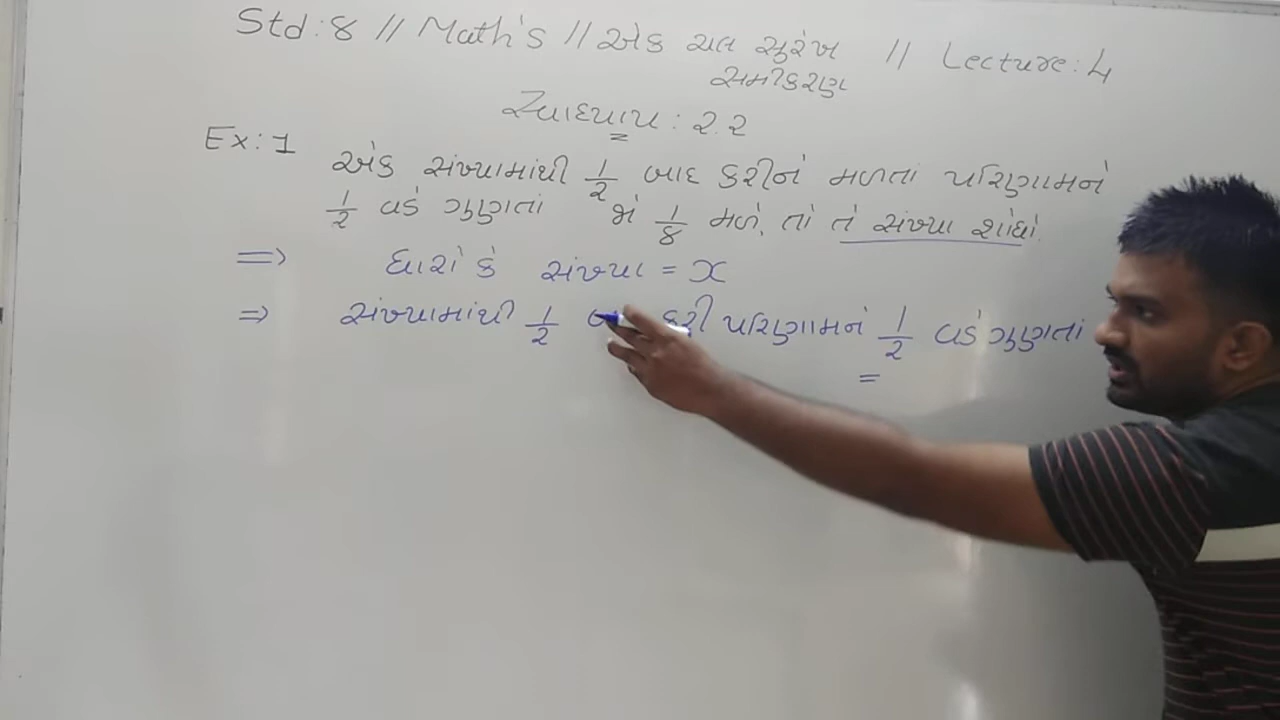 Std: 8 // Math's // એક ચલ સુરેખ // Lecture: 4
સમીકરણ
સ્વાધ્યાય: 2.2
Ex: 1 એક સંખ્યામાંથી 1/2 બાદ કરીને મળતા પરિણામને
1/2 વડે ગુણતા જો 1/8 મળે, તો તે સંખ્યા શોધો.
=> ધારો કે સંખ્યા = x
=> સંખ્યામાંથી 1/2 કરી પરિણામને 1/2 વડે ગુણતાં
=